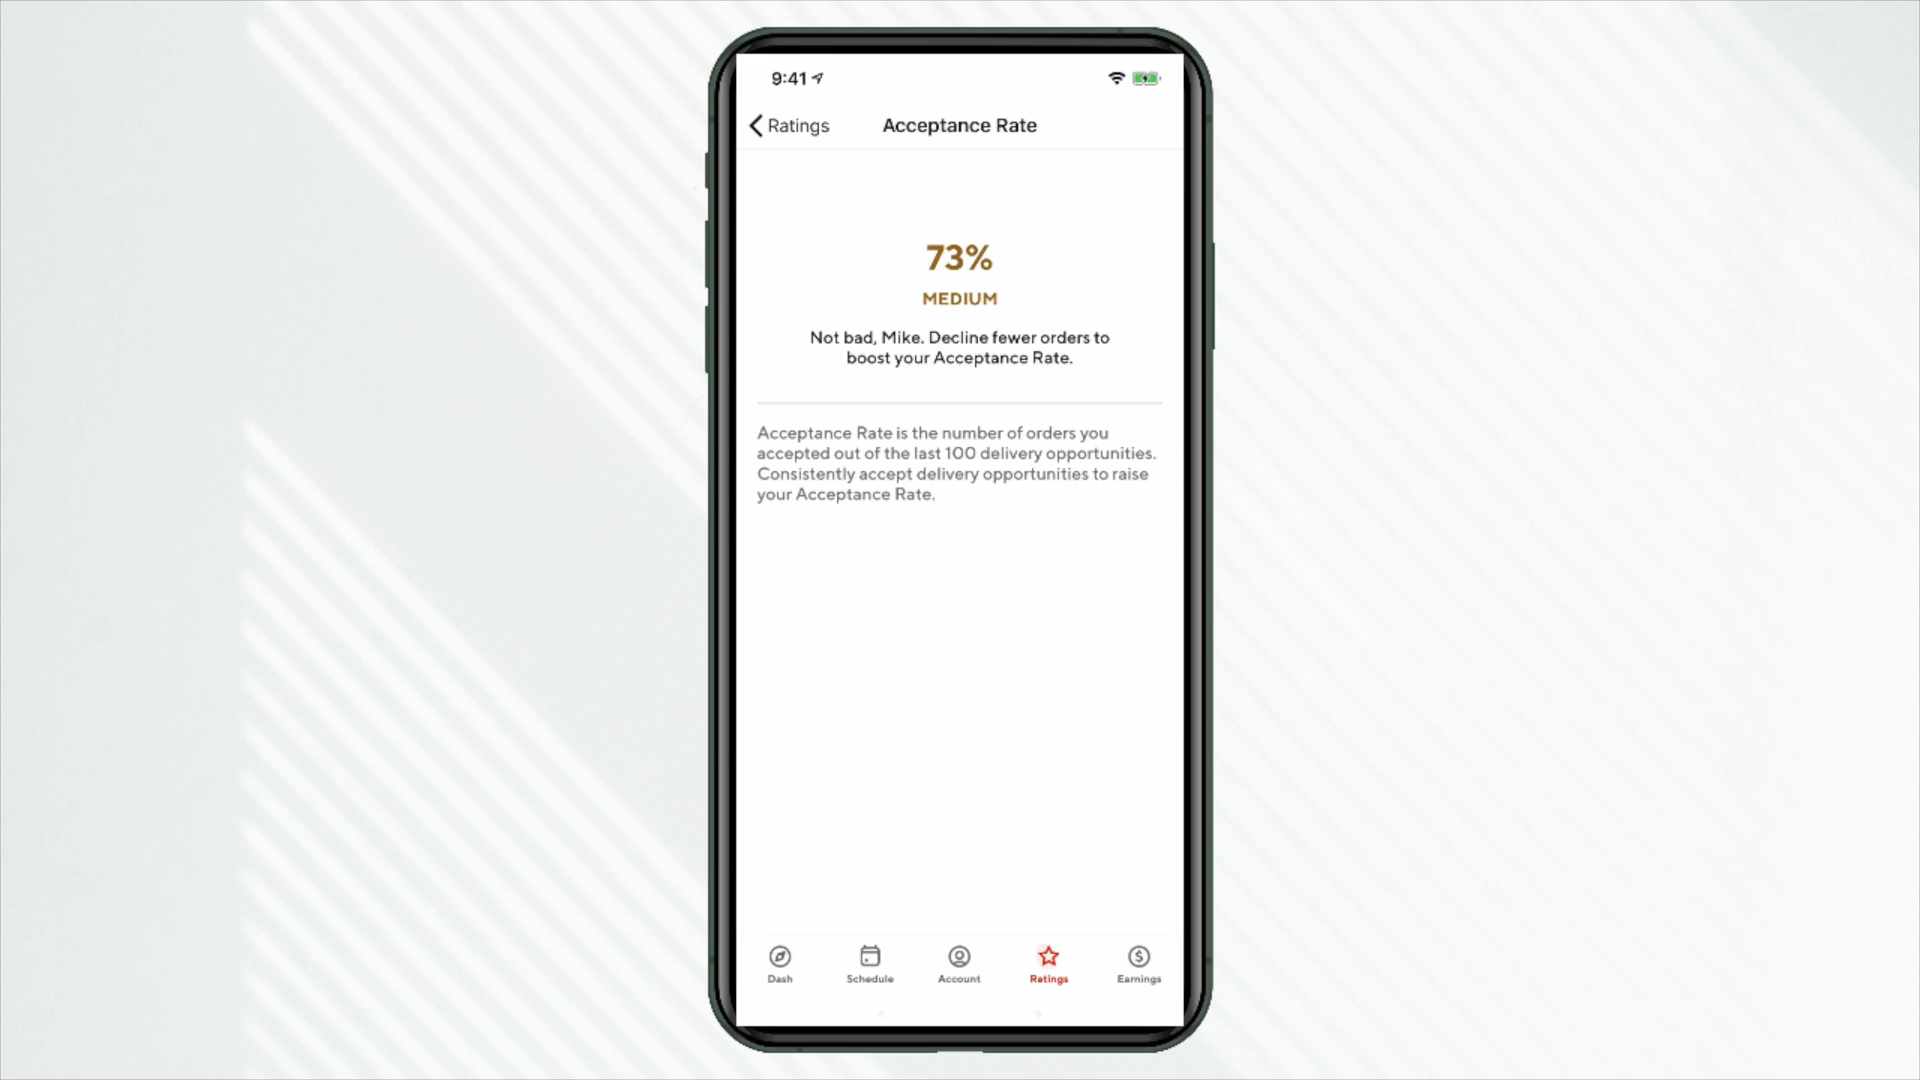 9:41
Ratings
Acceptance Rate
73%
MEDIUM
Not bad, Mike. Decline fewer orders to
boost your Acceptance Rate.
Acceptance Rate is the number of orders you
accepted out of the last 100 delivery opportunities.
Consistently accept delivery opportunities to raise
your Acceptance Rate.
Dash
Schedule
Account
Ratings
Earnings